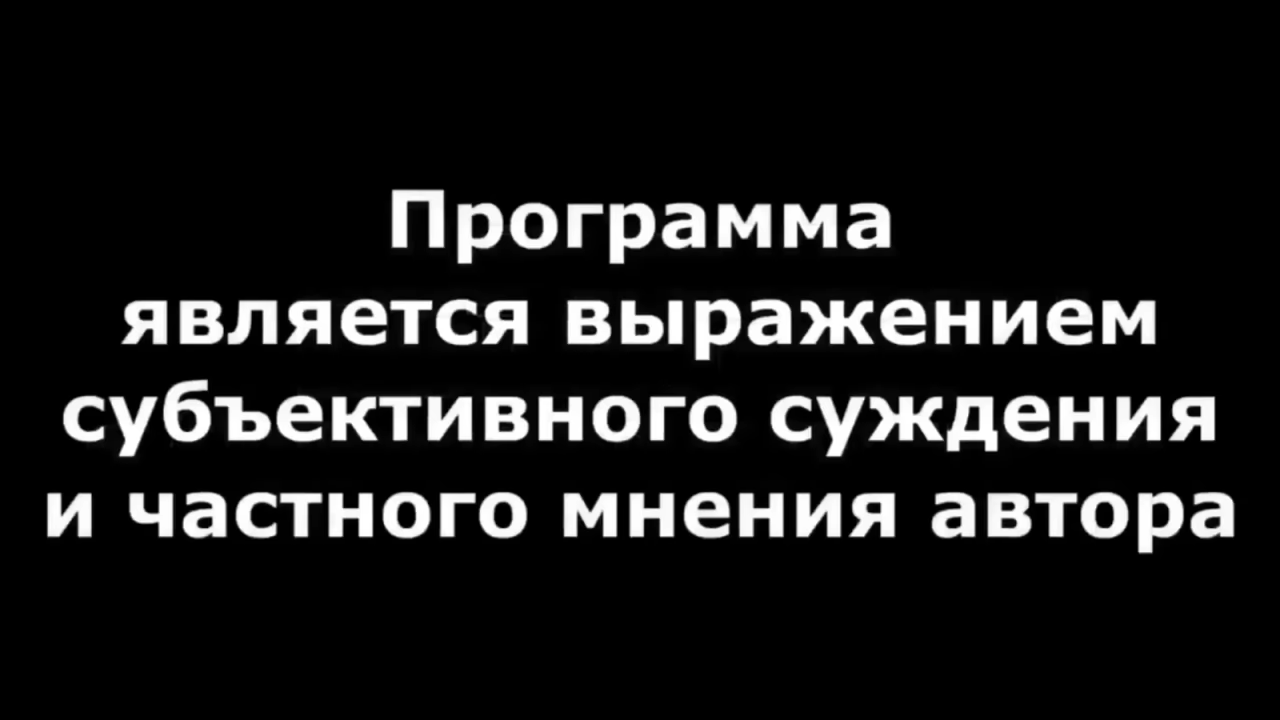 Программа
является выражением
субъективного суждения
и частного мнения автора